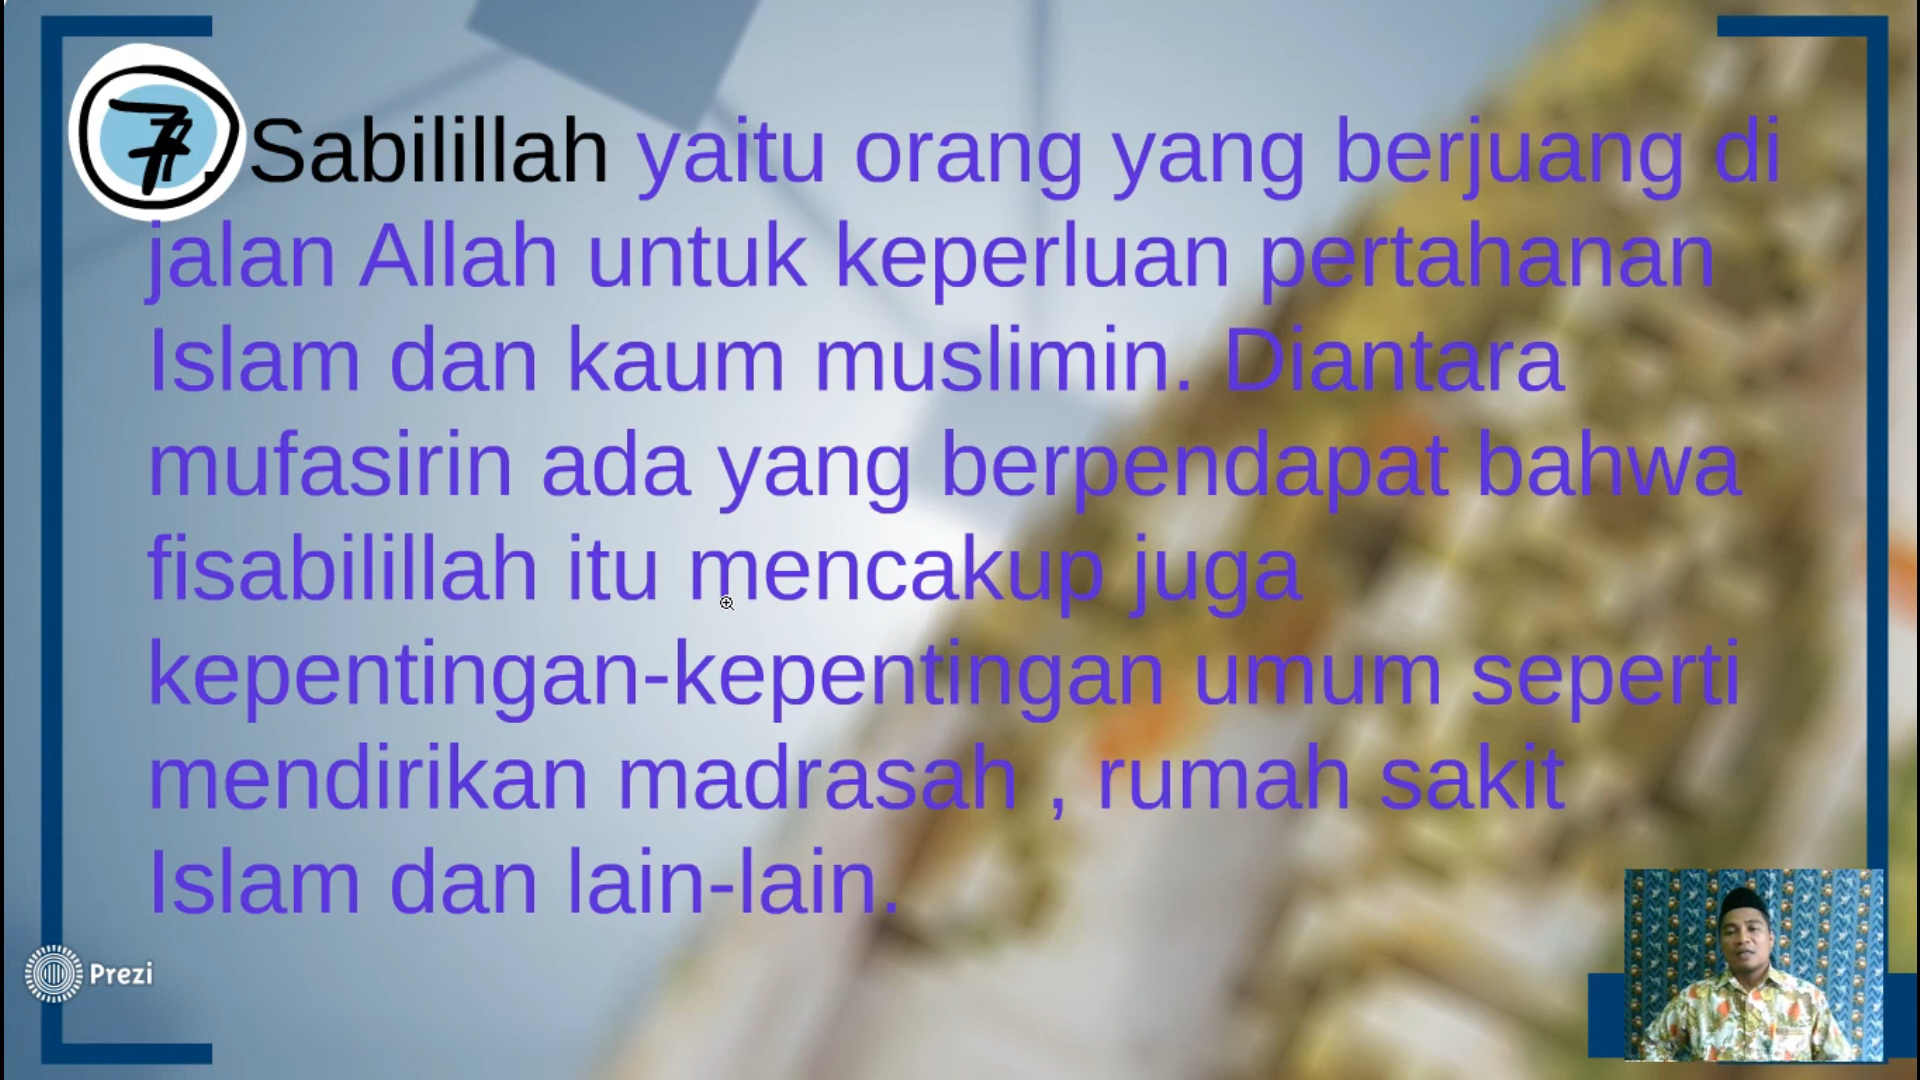 7. Sabilillah yaitu orang yang berjuang di
jalan Allah untuk keperluan pertahanan
Islam dan kaum muslimin. Diantara
mufasirin ada yang berpendapat bahwa
fisabilillah itu mencakup juga
kepentingan-kepentingan umum seperti
mendirikan madrasah , rumah sakit
Islam dan lain-lain.
Prezi